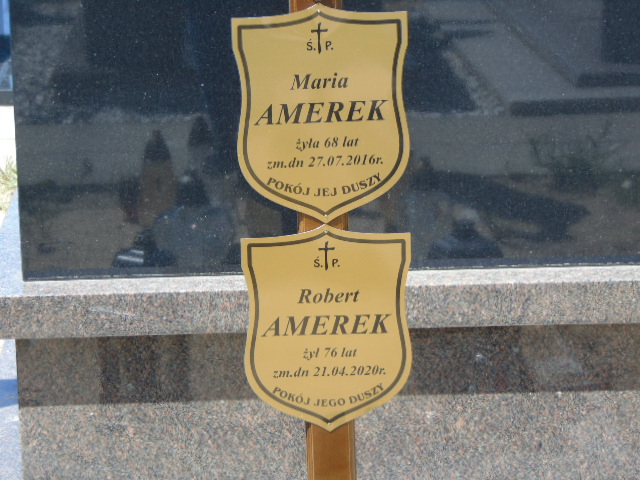 Ś. P.
Maria
AMEREK
żyła 68 lat
zm.dn 27.07.2016r.
POKÓJ JEJ DUSZY
Ś. P.
Robert
AMEREK
żył 76 lat
zm.dn 21.04.2020r.
POKÓJ JEGO DUSZY